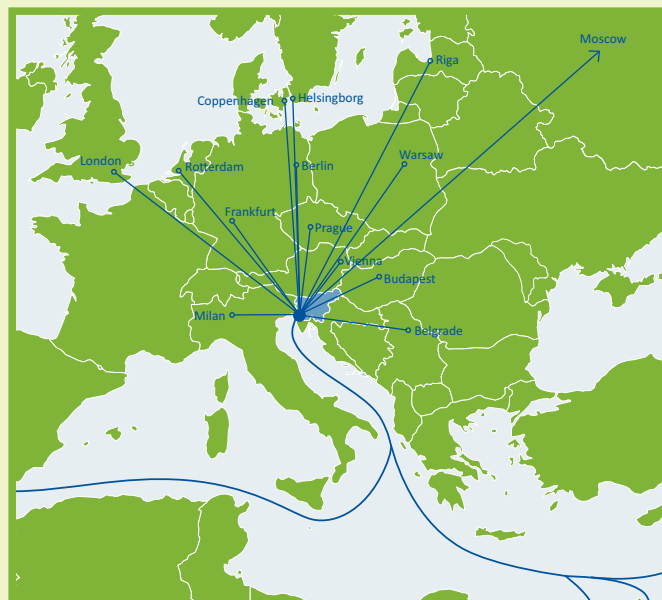 Moscow
Riga
Coppenhagen
Helsingborg
London
Rotterdam
Berlin
Warsaw
Frankfurt
Prague
Vienna
Budapest
Milan
Belgrade